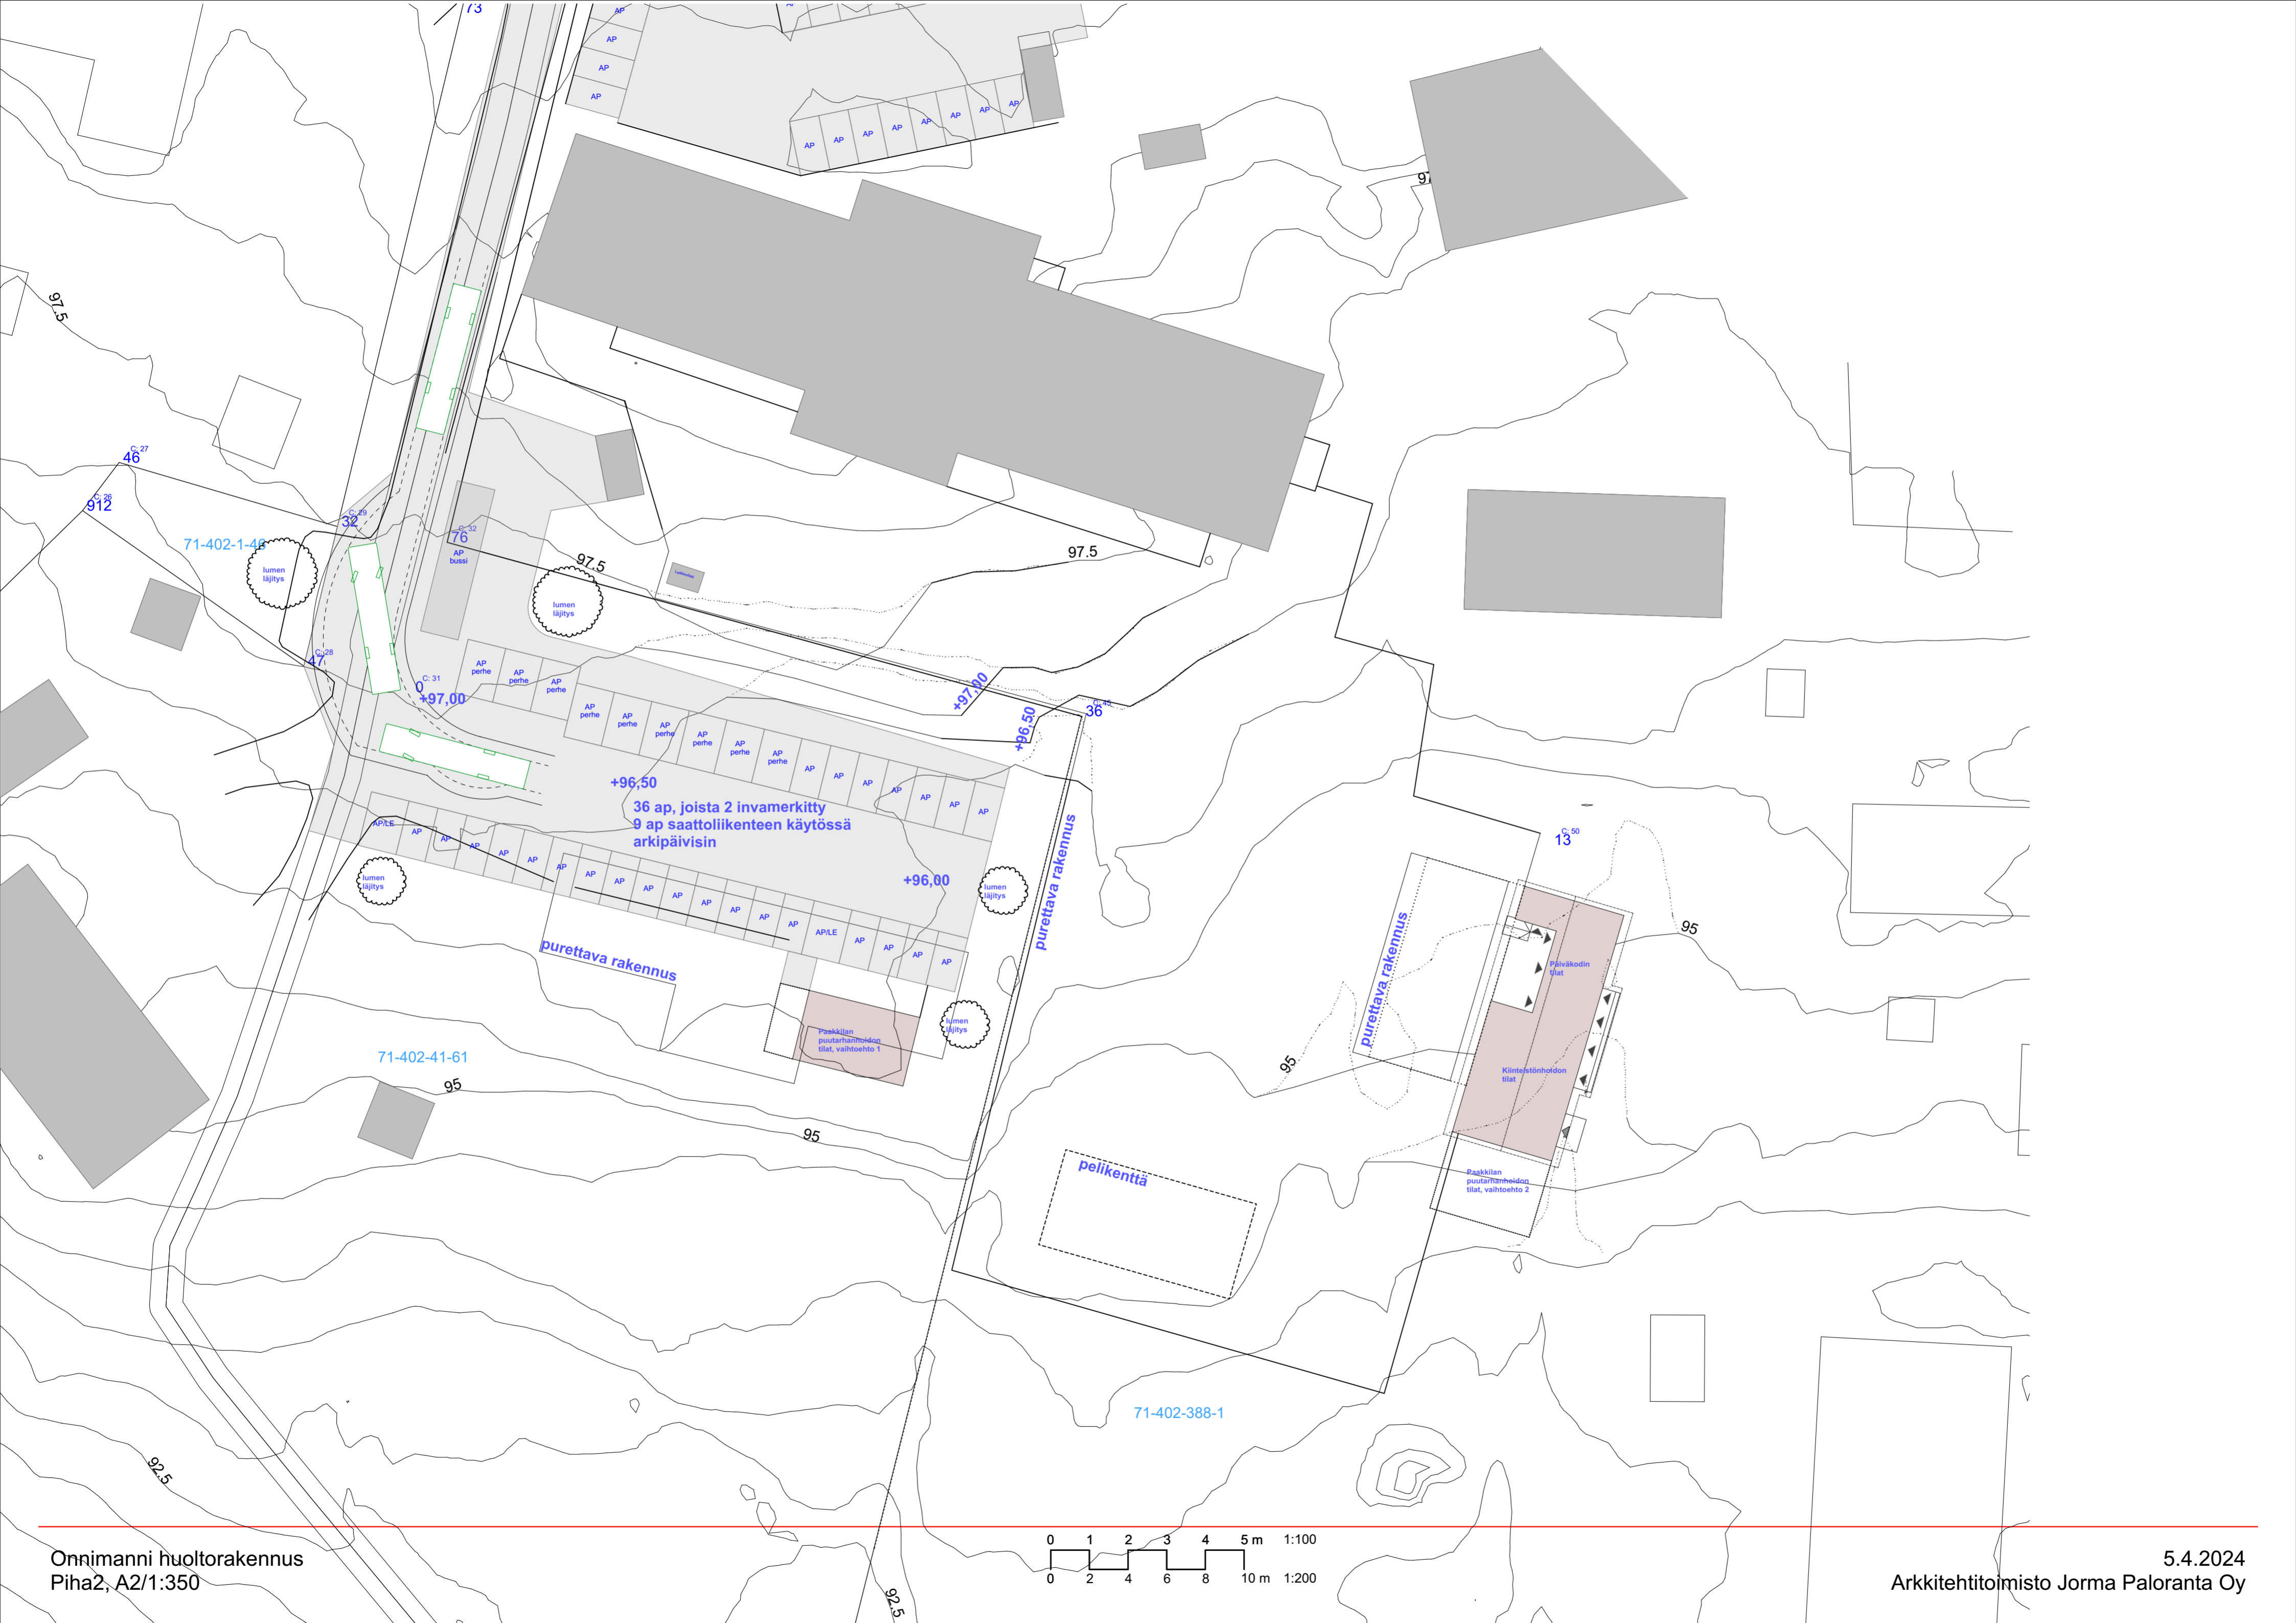 73
AP
AP
AP
AP
AP
AP
AP
AP
AP
AP
AP
AP
97.5
C: 27
46
C: 26
912
C: 29
32
71-402-1-48
lumen
läjitys
C: 32
76
AP
bussi
97.5
97.5
lumen
läjitys
C: 28
47
C: 31
0
+97,00
AP
perhe
AP
perhe
AP
perhe
AP
perhe
AP
perhe
AP
perhe
AP
perhe
AP
perhe
AP
perhe
AP
AP
AP
AP
AP
AP
AP
+97,00
+96,50
C: 45
36
+96,50
36 ap, joista 2 invamerkitty
9 ap saattoliikenteen käytössä
arkipäivisin
AP/LE
AP
AP
AP
AP
AP
AP
AP
AP
AP
AP
AP
AP
AP
AP
AP/LE
AP
AP
AP
AP
+96,00
lumen
läjitys
lumen
läjitys
lumen
läjitys
purettava rakennus
purettava rakennus
purettava rakennus
C: 50
13
95
Päiväkodin
tilat
Kiinteistönhoidon
tilat
Paakkilan
puutarhanhoidon
tilat, vaihtoehto 1
Paakkilan
puutarhanhoidon
tilat, vaihtoehto 2
71-402-41-61
95
95
95
pelikenttä
71-402-388-1
92.5
92.5
0 1 2 3 4 5 m 1:100
0 2 4 6 8 10 m 1:200
Onnimanni huoltorakennus
Piha2, A2/1:350
5.4.2024
Arkkitehtitoimisto Jorma Paloranta Oy